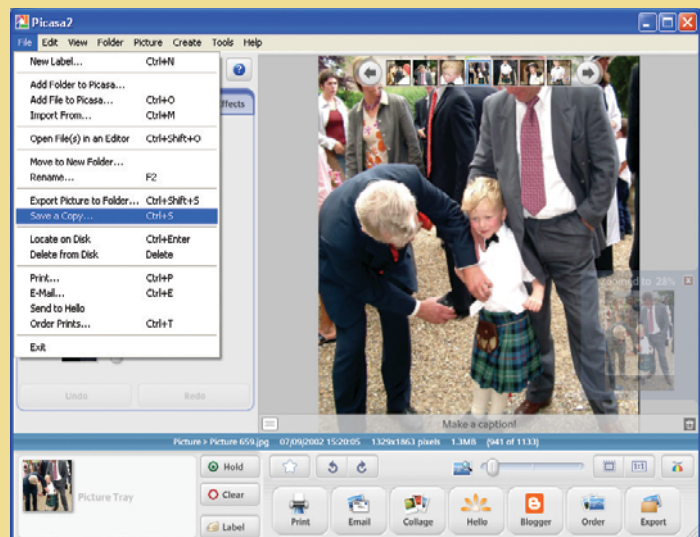 Picasa2
File Edit View Folder Picture Create Tools Help
New Label... Ctrl+N
Add Folder to Picasa...
Add File to Picasa... Ctrl+O
Import From... Ctrl+M
Open File(s) in an Editor Ctrl+Shift+O
Move to New Folder...
Rename... F2
Export Picture to Folder... Ctrl+Shift+S
Save a Copy... Ctrl+S
Locate on Disk Ctrl+Enter
Delete from Disk Delete
Print... Ctrl+P
E-Mail... Ctrl+E
Send to Hello
Order Prints... Ctrl+T
Exit
ffects
to 28%
Undo Redo
Make a caption!
Picture > Picture 659.jpg 07/09/2002 15:20:05 1329x1863 pixels 1.3MB (941 of 1133)
Picture Tray
Hold
Clear
Label
1:1
Print Email Collage Hello Blogger Order Export